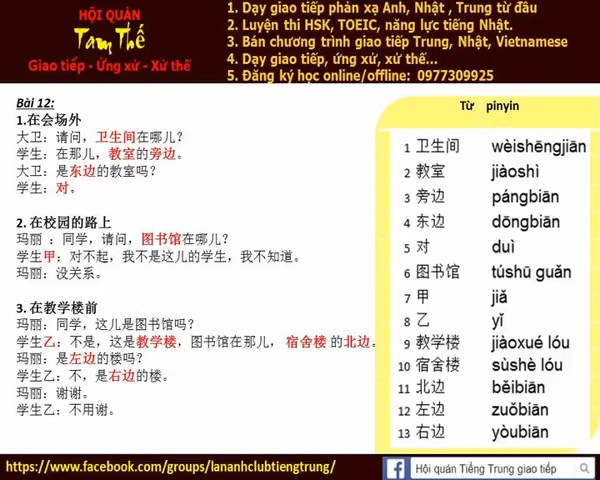 HỘI QUÁN
Tam Thế
Giao tiếp - Ứng xử - Xử thế
1. Dạy giao tiếp phản xạ Anh, Nhật , Trung từ đầu
2. Luyện thi HSK, TOEIC, năng lực tiếng Nhật.
3. Bán chương trình giao tiếp Trung, Nhật, Vietnamese
4. Dạy giao tiếp, ứng xử, xử thế...
5. Đăng ký học online/offline: 0977309925
Bài 12:
1.在会场外
大卫：请问，卫生间在哪儿？
学生：在那儿，教室的旁边。
大卫：是东边的教室吗？
学生：对。
2. 在校园的路上
玛丽 ：同学，请问，图书馆在哪儿？
学生甲：对不起，我不是这儿的学生，我不知道。
玛丽：没关系。
3. 在教学楼前
玛丽：同学，这儿是图书馆吗？
学生乙：不是，这是教学楼，图书馆在那儿， 宿舍楼 的北边。
玛丽：是左边的楼吗？
学生乙：不，是右边的楼。
玛丽：谢谢。
学生乙：不用谢。
Từ pinyin
1 卫生间 wèishēngjiān
2 教室 jiàoshì
3 旁边 pángbiān
4 东边 dōngbiān
5 对 duì
6 图书馆 túshū guǎn
7 甲 jiǎ
8 乙 yǐ
9 教学楼 jiàoxué lóu
10 宿舍楼 sùshè lóu
11 北边 běibiān
12 左边 zuǒbiān
13 右边 yòubiān
https://www.facebook.com/groups/lananhclubtiengtrung/
f Hội quán Tiếng Trung giao tiếp